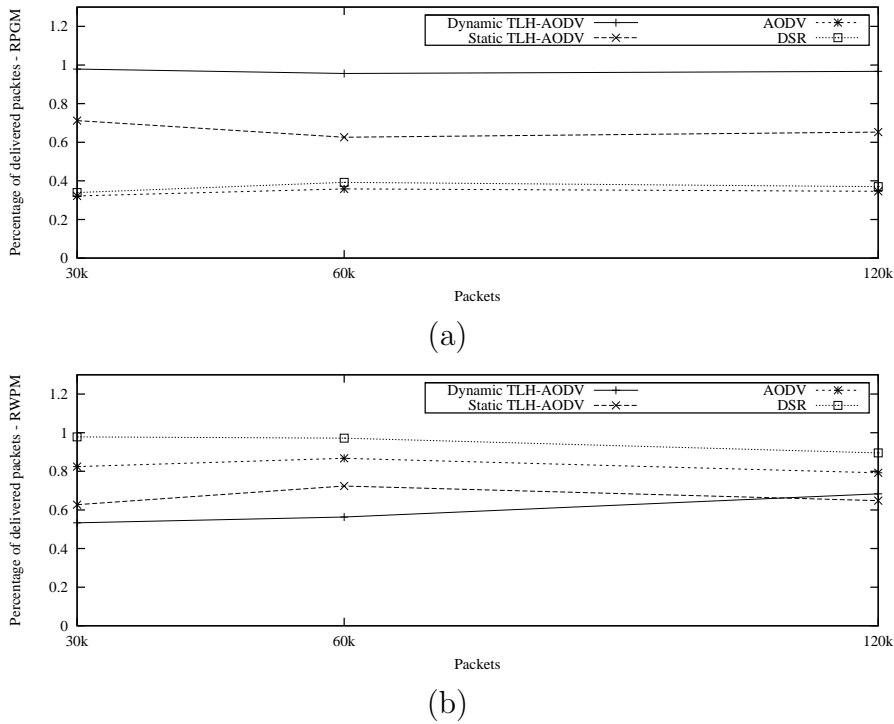 Percentage of delivered packtes - RPGM
1.2
1
0.8
0.6
0.4
0.2
0
30k
60k
120k
Packets
Dynamic TLH-AODV
Static TLH-AODV
AODV
DSR
(a)
Percentage of delivered packets - RWPM
1.2
1
0.8
0.6
0.4
0.2
0
30k
60k
120k
Packets
Dynamic TLH-AODV
Static TLH-AODV
AODV
DSR
(b)